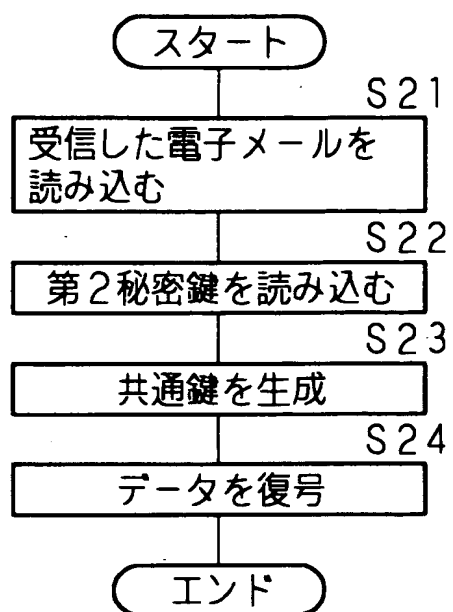 スタート
S21
受信した電子メールを
読み込む
S22
第2秘密鍵を読み込む
S23
共通鍵を生成
S24
データを復号
エンド